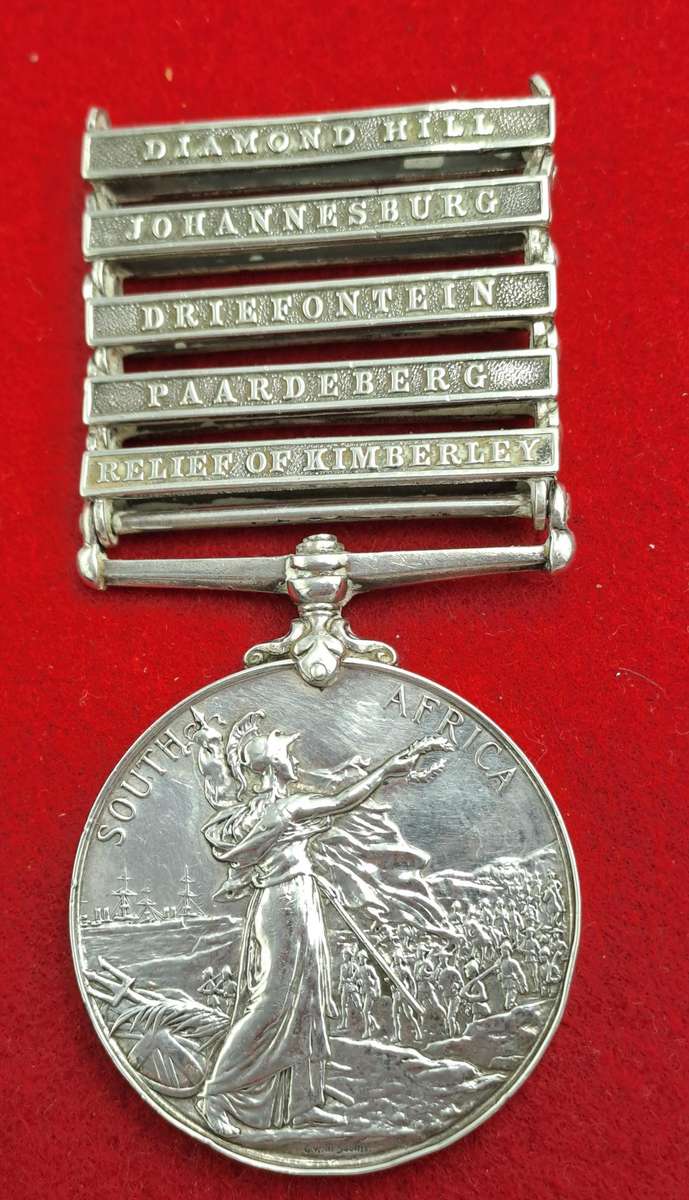 DIAMOND HILL
JOHANNESBURG
DRIEFONTEIN
PAARDEBERG
RELIEF OF KIMBERLEY
SOUTH AFRICA